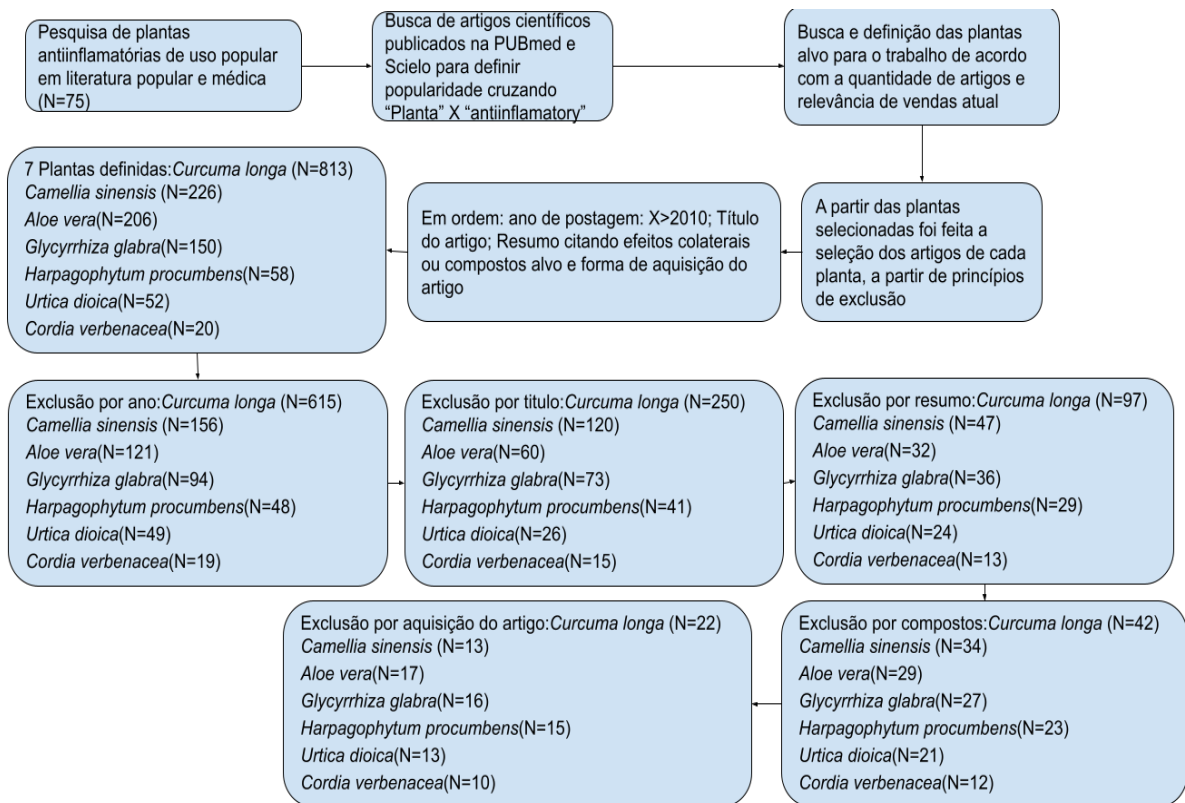 Pesquisa de plantas
antiinflamatórias de uso popular
em literatura popular e médica
(N=75)
Busca de artigos científicos
publicados na PUBmed e
Scielo para definir
popularidade cruzando
“Planta” X “antiinflamatory”
Busca e definição das plantas
alvo para o trabalho de acordo
com a quantidade de artigos e
relevância de vendas atual
A partir das plantas
selecionadas foi feita a
seleção dos artigos de cada
planta, a partir de princípios
de exclusão
Em ordem: ano de postagem: X>2010; Título
do artigo; Resumo citando efeitos colaterais
ou compostos alvo e forma de aquisição do
artigo
7 Plantas definidas:Curcuma longa (N=813)
Camellia sinensis (N=226)
Aloe vera(N=206)
Glycyrrhiza glabra(N=150)
Harpagophytum procumbens(N=58)
Urtica dioica(N=52)
Cordia verbenacea(N=20)
Exclusão por ano:Curcuma longa (N=615)
Camellia sinensis (N=156)
Aloe vera(N=121)
Glycyrrhiza glabra(N=94)
Harpagophytum procumbens(N=48)
Urtica dioica(N=49)
Cordia verbenacea(N=19)
Exclusão por titulo:Curcuma longa (N=250)
Camellia sinensis (N=120)
Aloe vera(N=60)
Glycyrrhiza glabra(N=73)
Harpagophytum procumbens(N=41)
Urtica dioica(N=26)
Cordia verbenacea(N=15)
Exclusão por resumo:Curcuma longa (N=97)
Camellia sinensis (N=47)
Aloe vera(N=32)
Glycyrrhiza glabra(N=36)
Harpagophytum procumbens(N=29)
Urtica dioica(N=24)
Cordia verbenacea(N=13)
Exclusão por compostos:Curcuma longa (N=42)
Camellia sinensis (N=34)
Aloe vera(N=29)
Glycyrrhiza glabra(N=27)
Harpagophytum procumbens(N=23)
Urtica dioica(N=21)
Cordia verbenacea(N=12)
Exclusão por aquisição do artigo:Curcuma longa (N=22)
Camellia sinensis (N=13)
Aloe vera(N=17)
Glycyrrhiza glabra(N=16)
Harpagophytum procumbens(N=15)
Urtica dioica(N=13)
Cordia verbenacea(N=10)